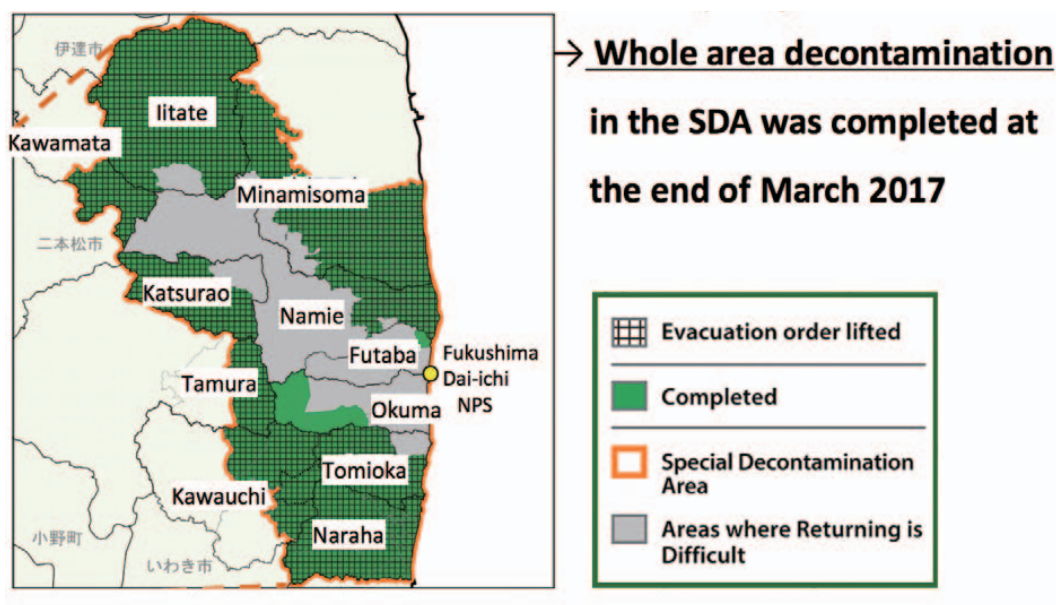 伊達市
Iitate
Kawamata
Minamisoma
二本松市
Katsurao
Namie
Futaba
Fukushima
Dai-ichi
NPS
Tamura
Okuma
Tomioka
Kawauchi
Naraha
小野町
いわき市
→ Whole area decontamination
in the SDA was completed at
the end of March 2017
Evacuation order lifted
Completed
Special Decontamination
Area
Areas where Returning is
Difficult